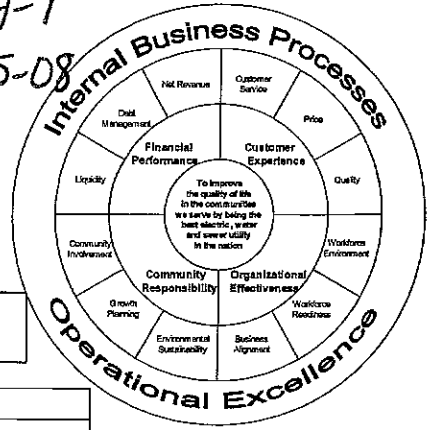 5-08
Internal Business Processes
Net Revenue
Customer
Service
Debt
Management
Price
Financial
Performance
Customer
Experience
Liquidity
Quality
To improve
the quality of life
in the communities
we serve by being the
best electric, water
and sewer utility
in the nation
Community
Involvement
Workforce
Environment
Community
Responsibility
Organizational
Effectiveness
Growth
Planning
Workforce
Readiness
Environmental
Sustainability
Business
Alignment
Operational Excellence